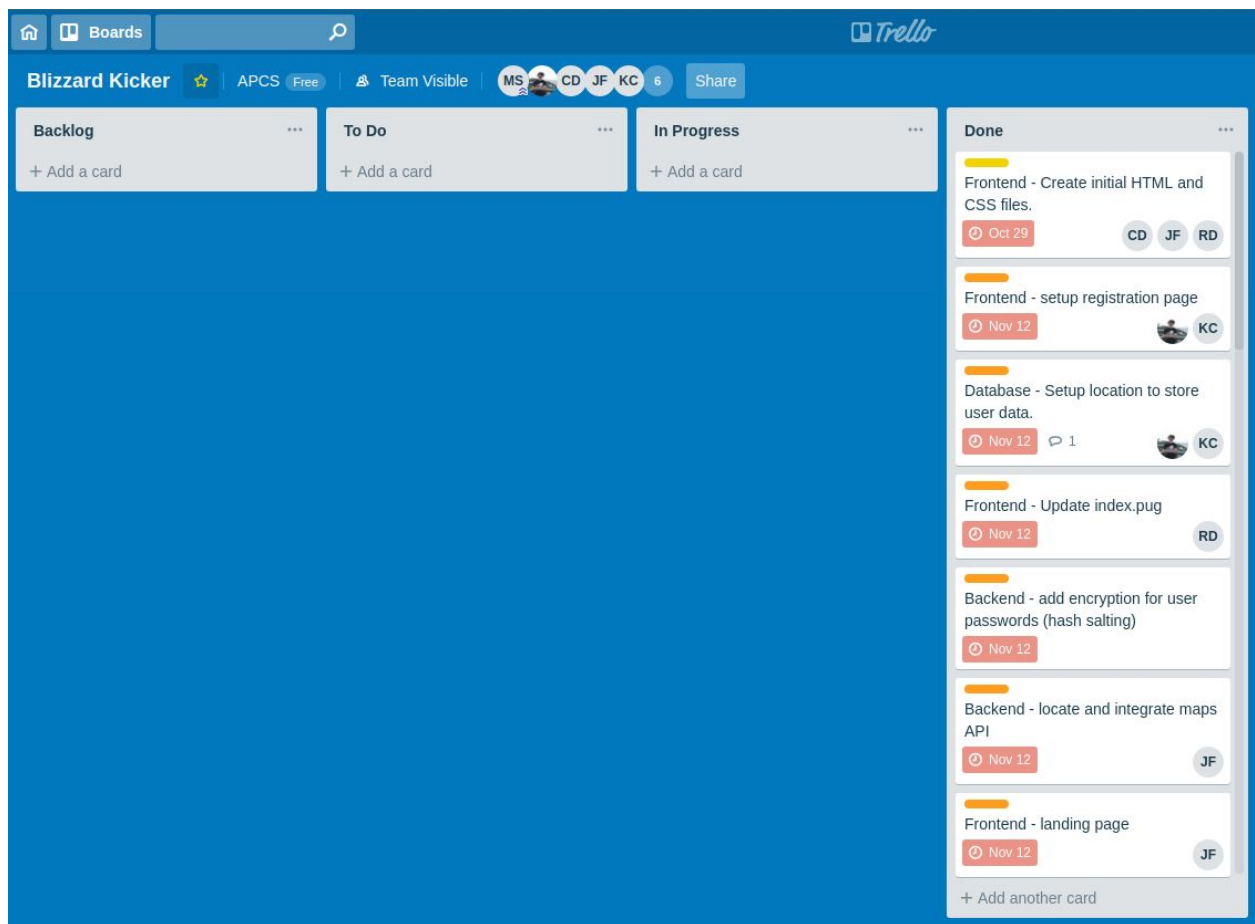 Boards
Trello
Blizzard Kicker
APCS Free
Team Visible
MS CD JF KC 6
Share
Backlog
+ Add a card
To Do
+ Add a card
In Progress
+ Add a card
Done
Frontend - Create initial HTML and
CSS files.
Oct 29
CD JF RD
Frontend - setup registration page
Nov 12
KC
Database - Setup location to store
user data.
Nov 12 1
KC
Frontend - Update index.pug
Nov 12
RD
Backend - add encryption for user
passwords (hash salting)
Nov 12
Backend - locate and integrate maps
API
Nov 12
JF
Frontend - landing page
Nov 12
JF
+ Add another card